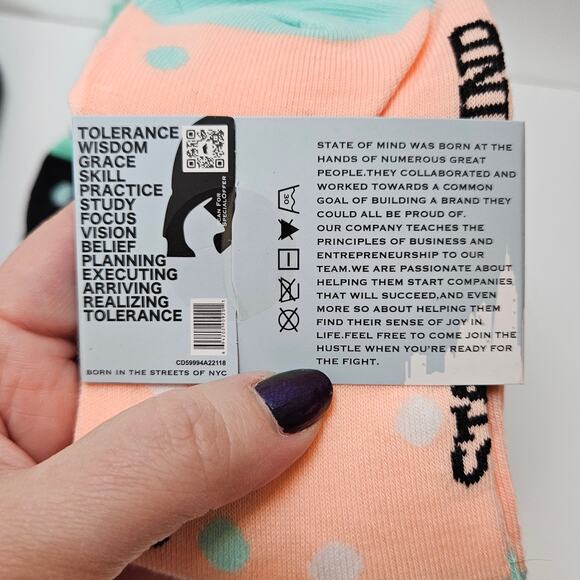 TOLERANCE
WISDOM
GRACE
SKILL
PRACTICE
STUDY
FOCUS
VISION
BELIEF
PLANNING
EXECUTING
ARRIVING
REALIZING
TOLERANCE
SCAN FOR
SPECIAL OFFER
CD59994A22118
BORN IN THE STREETS OF NYC
30
STATE OF MIND WAS BORN AT THE
HANDS OF NUMEROUS GREAT
PEOPLE.THEY COLLABORATED AND
WORKED TOWARDS A COMMON
GOAL OF BUILDING A BRAND THEY
COULD ALL BE PROUD OF.
OUR COMPANY TEACHES THE
PRINCIPLES OF BUSINESS AND
ENTREPRENEURSHIP TO OUR
TEAM.WE ARE PASSIONATE ABOUT
HELPING THEM START COMPANIES
THAT WILL SUCCEED,AND EVEN
MORE SO ABOUT HELPING THEM
FIND THEIR SENSE OF JOY IN
LIFE.FEEL FREE TO COME JOIN THE
HUSTLE WHEN YOU'RE READY FOR
THE FIGHT.